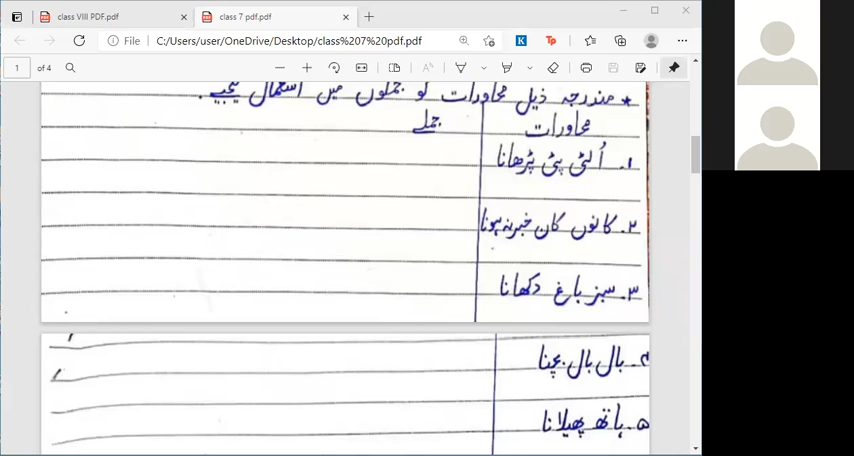 class VIII PDF.pdf
class 7 pdf.pdf
File
C:/Users/user/OneDrive/Desktop/class%207%20pdf.pdf
1 of 4
* مندرجہ ذیل محاورات کو جملوں میں استعمال کیجیے۔
محاورات جملے
۱. اُلٹی پٹی پڑھانا
۲. کانوں کان خبر نہ ہونا
۳. سبز باغ دکھانا
۴. بال بال بچنا
۵. ہاتھ پھیلانا